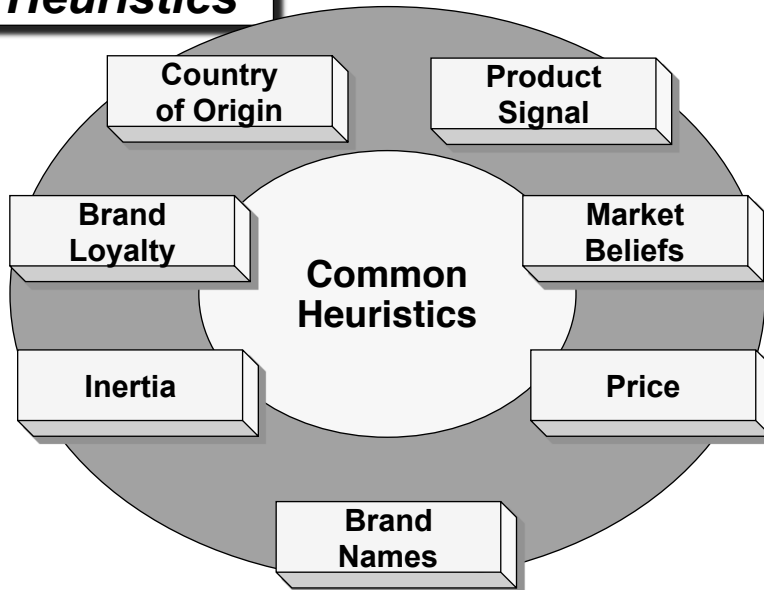 Heuristics
Country
of Origin
Product
Signal
Brand
Loyalty
Market
Beliefs
Common
Heuristics
Inertia
Price
Brand
Names